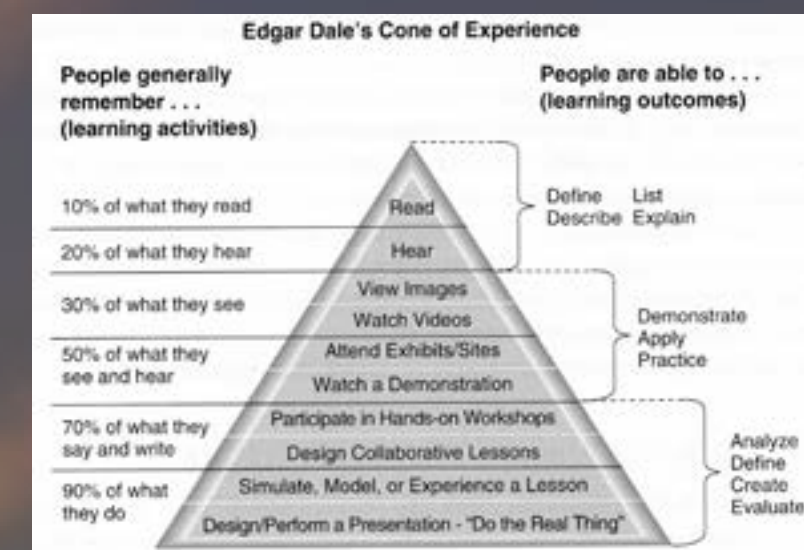 Edgar Dale's Cone of Experience
People generally
remember . . .
(learning activities)
People are able to . . .
(learning outcomes)
10% of what they read
Read
Define List
Describe Explain
20% of what they hear
Hear
30% of what they see
View Images
Watch Videos
Demonstrate
Apply
Practice
50% of what they
see and hear
Attend Exhibits/Sites
Watch a Demonstration
70% of what they
say and write
Participate in Hands-on Workshops
Design Collaborative Lessons
Analyze
Define
Create
Evaluate
90% of what
they do
Simulate, Model, or Experience a Lesson
Design/Perform a Presentation - "Do the Real Thing"